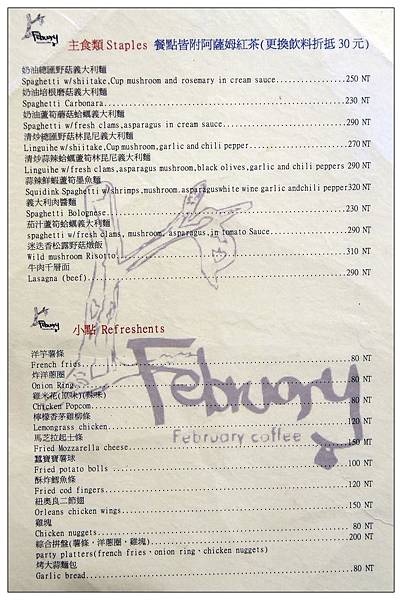 February
主食類 Staples 餐點皆附阿薩姆紅茶(更換飲料折抵30元)
奶油總匯野菇義大利麵
Spaghetti w/shiitake,Cup mushroom and rosemary in cream sauce...250 NT
奶油培根磨菇義大利麵
Spaghetti Carbonara...230 NT
奶油蘆筍蘑菇蛤蠣義大利麵
Spaghetti w/fresh clams,asparagus in cream sauce...290 NT
清炒總匯野菇林昆尼義大利麵
Linguihe w/shiitake,Cup mushroom,garlic and chili pepper...270 NT
清炒蒜辣蛤蠣蘆筍林昆尼義大利麵
Linguihe w/fresh clams,asparagus mushroom,black olives,garlic and chili peppers 290 NT
蒜辣鮮蝦蘆筍墨魚麵
Squidink Spaghetti w/shrimps,mushroom.asparaguswhite wine garlic andchili pepper320 NT
義大利肉醬麵
Spaghetti Bolognese...230 NT
茄汁蘆筍蛤蠣義大利麵
spaghetti w/fresh clams, mushroom, asparagus,in tomato Sauce...290 NT
迷迭香松露野菇燉飯
Wild mushroom Risotto...310 NT
牛肉千層面
Lasagna (beef)...290 NT
February
小點 Refreshents
洋芋薯條
French fries...80 NT
炸洋蔥圈
Onion Ring...80 NT
雞米花(原味)(辣味)
Chicken Popcorn...80 NT
檸檬香茅雞柳條
Lemongrass chicken...120 NT
馬芝拉起士條
Fried Mozzarella cheese...150 NT
蠶寶寶薯球
Fried potato bolls...100 NT
酥炸鱈魚條
Fried cod fingers...120 NT
紐奧良二節翅
Orleans chicken wings...150 NT
雞塊
Chicken nuggets...80 NT
綜合拼盤(薯條．洋蔥圈．雞塊)...200 NT
party platters(french fries、onion ring、chicken nuggets)
烤大蒜麵包
Garlic bread...80 NT
February
February coffee